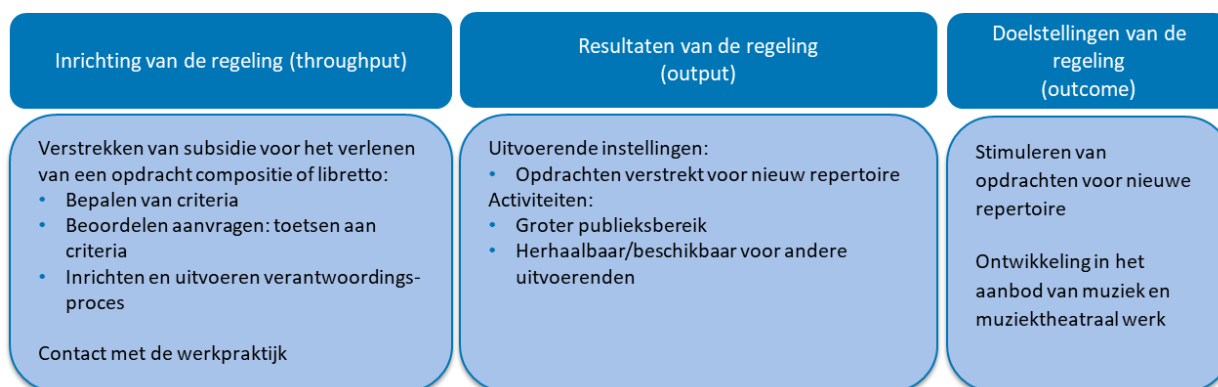 Inrichting van de regeling (throughput)
Verstrekken van subsidie voor het verlenen
van een opdracht compositie of libretto:
• Bepalen van criteria
• Beoordelen aanvragen: toetsen aan
criteria
• Inrichten en uitvoeren verantwoordings-
proces
Contact met de werkpraktijk
Resultaten van de regeling
(output)
Uitvoerende instellingen:
• Opdrachten verstrekt voor nieuw repertoire
Activiteiten:
• Groter publieksbereik
• Herhaalbaar/beschikbaar voor andere
uitvoerenden
Doelstellingen van de
regeling
(outcome)
Stimuleren van
opdrachten voor nieuwe
repertoire
Ontwikkeling in het
aanbod van muziek en
muziektheatraal werk